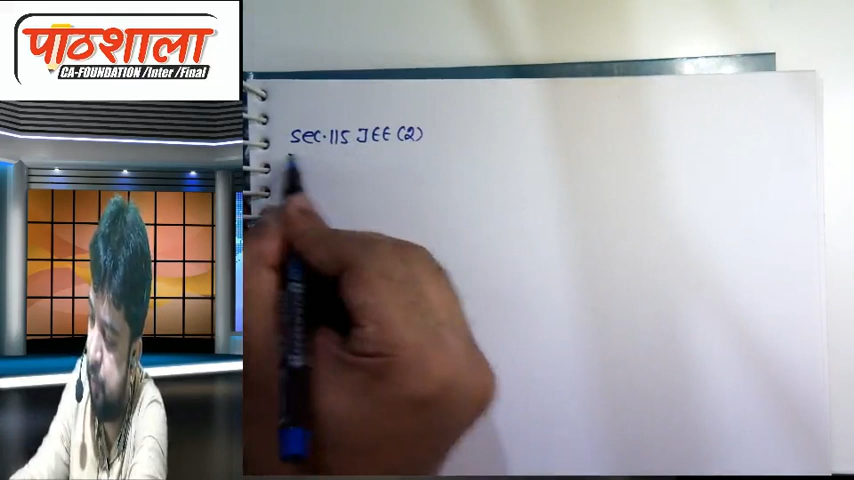 पाठशाला
CA-FOUNDATION/Inter/Final
Sec. 115 JEE (2)